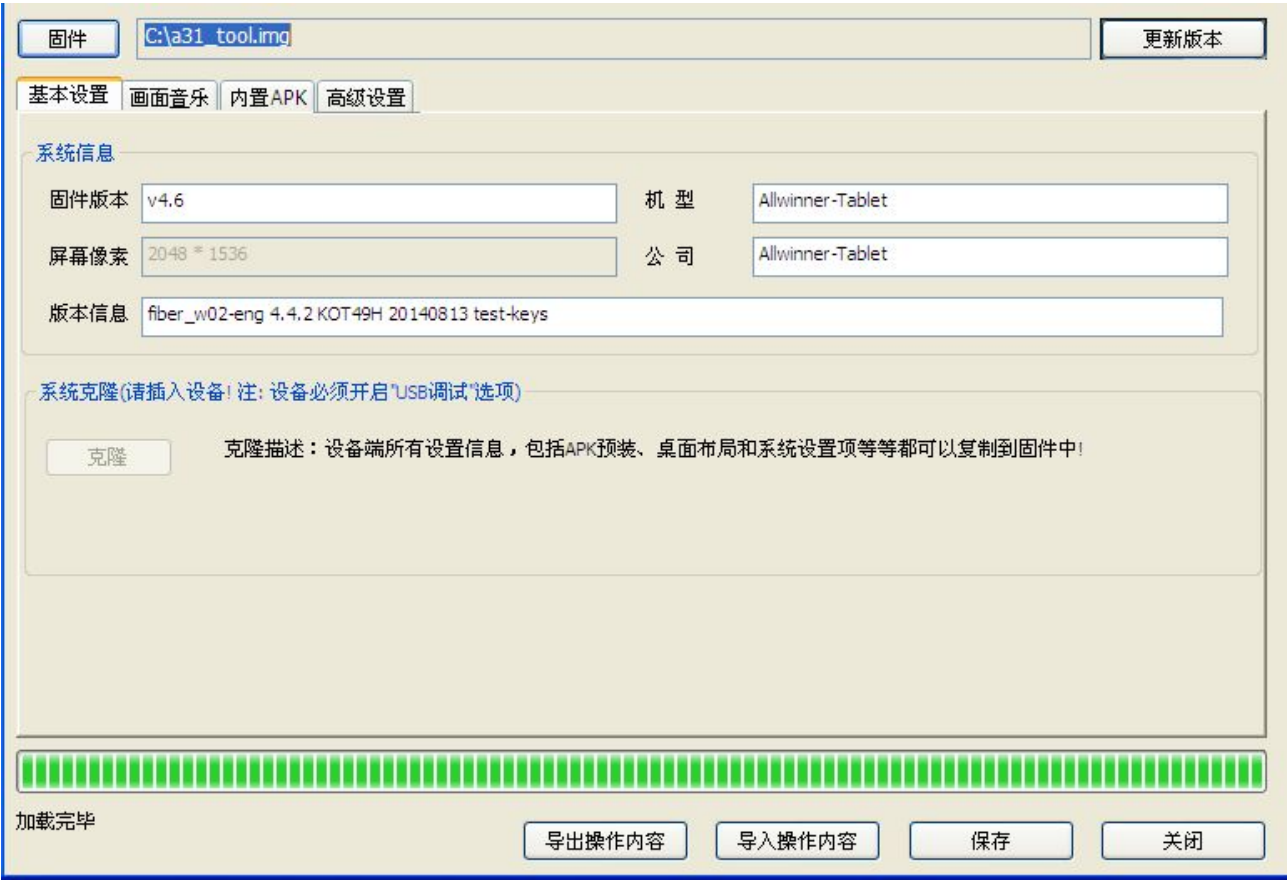 固件 C:\a31_tool.img 更新版本
基本设置 画面音乐 内置APK 高级设置
系统信息
固件版本 v4.6 机 型 Allwinner-Tablet
屏幕像素 2048 * 1536 公 司 Allwinner-Tablet
版本信息 fiber_w02-eng 4.4.2 KOT49H 20140813 test-keys
系统克隆(请插入设备! 注: 设备必须开启"USB调试"选项)
克隆 克隆描述：设备端所有设置信息，包括APK预装、桌面布局和系统设置项等等都可以复制到固件中!
加载完毕
导出操作内容 导入操作内容 保存 关闭